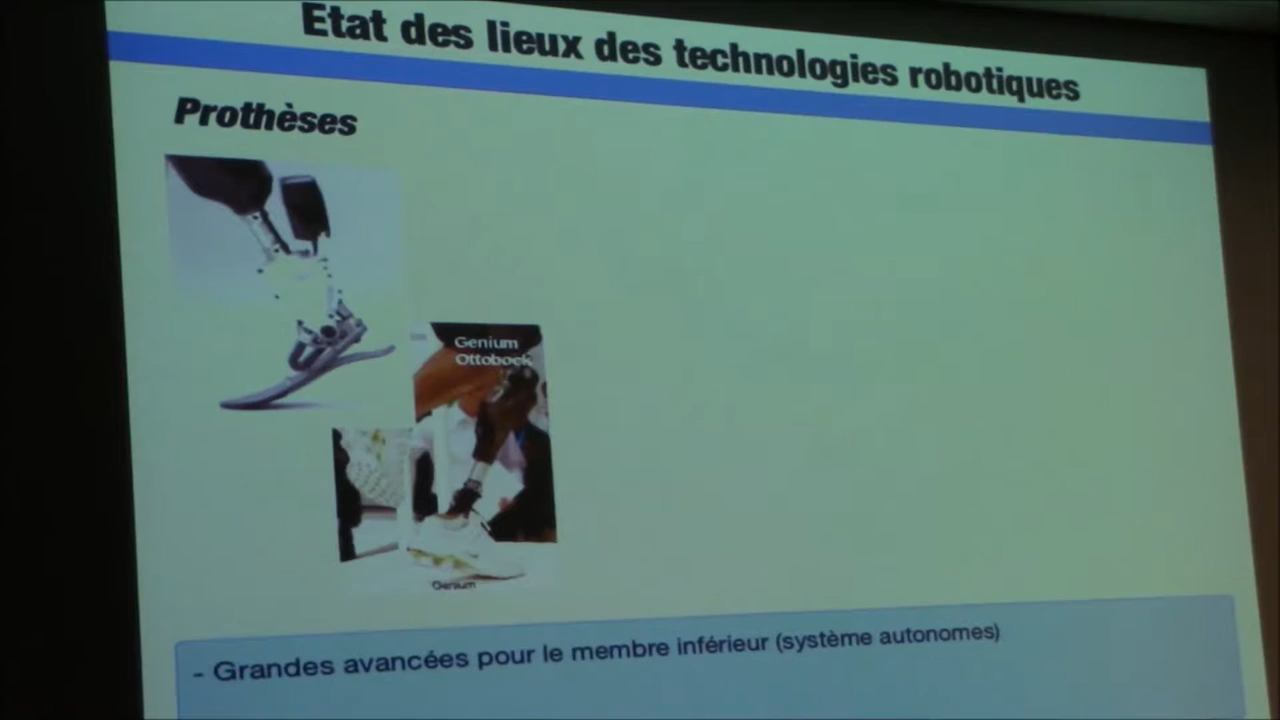 Etat des lieux des technologies robotiques
Prothèses
Genium
Ottobock
Genium
- Grandes avancées pour le membre inférieur (système autonomes)